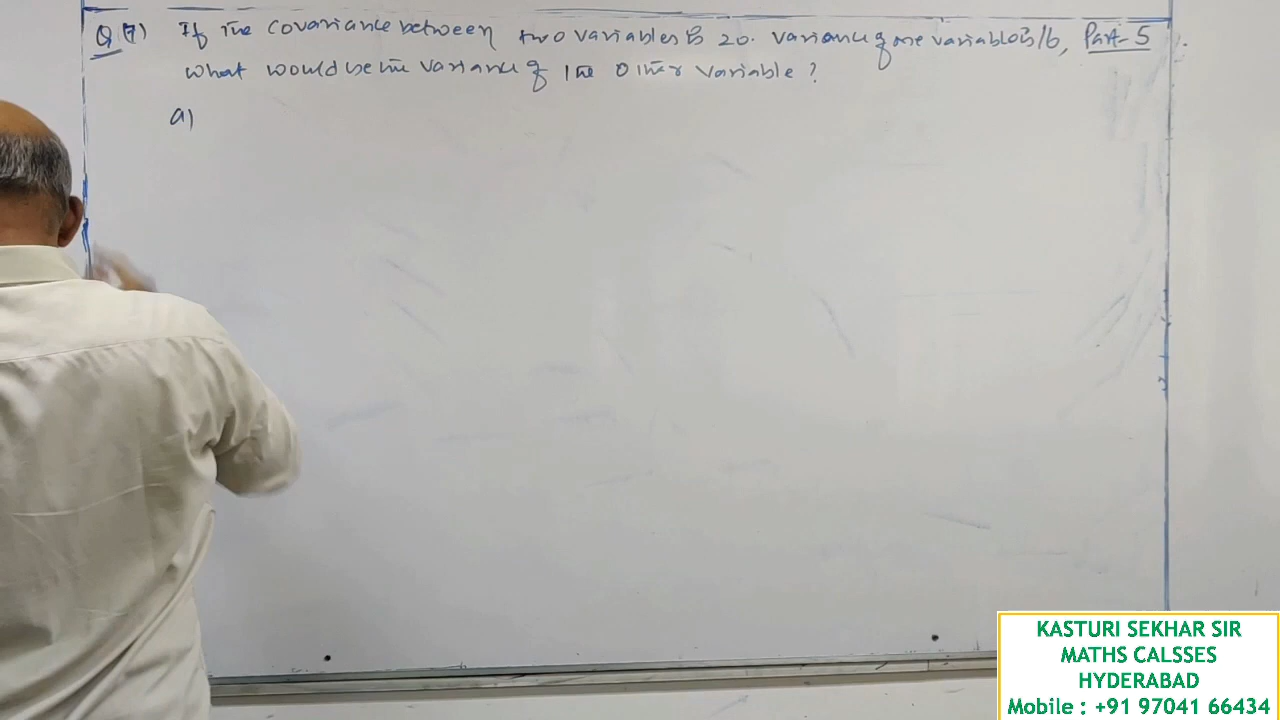 Q (7) If the covariance between two variables is 20. variance of one variable is 16, Part-5
what would be the variance of the other variable ?
a)
KASTURI SEKHAR SIR
MATHS CALSSES
HYDERABAD
Mobile : +91 97041 66434